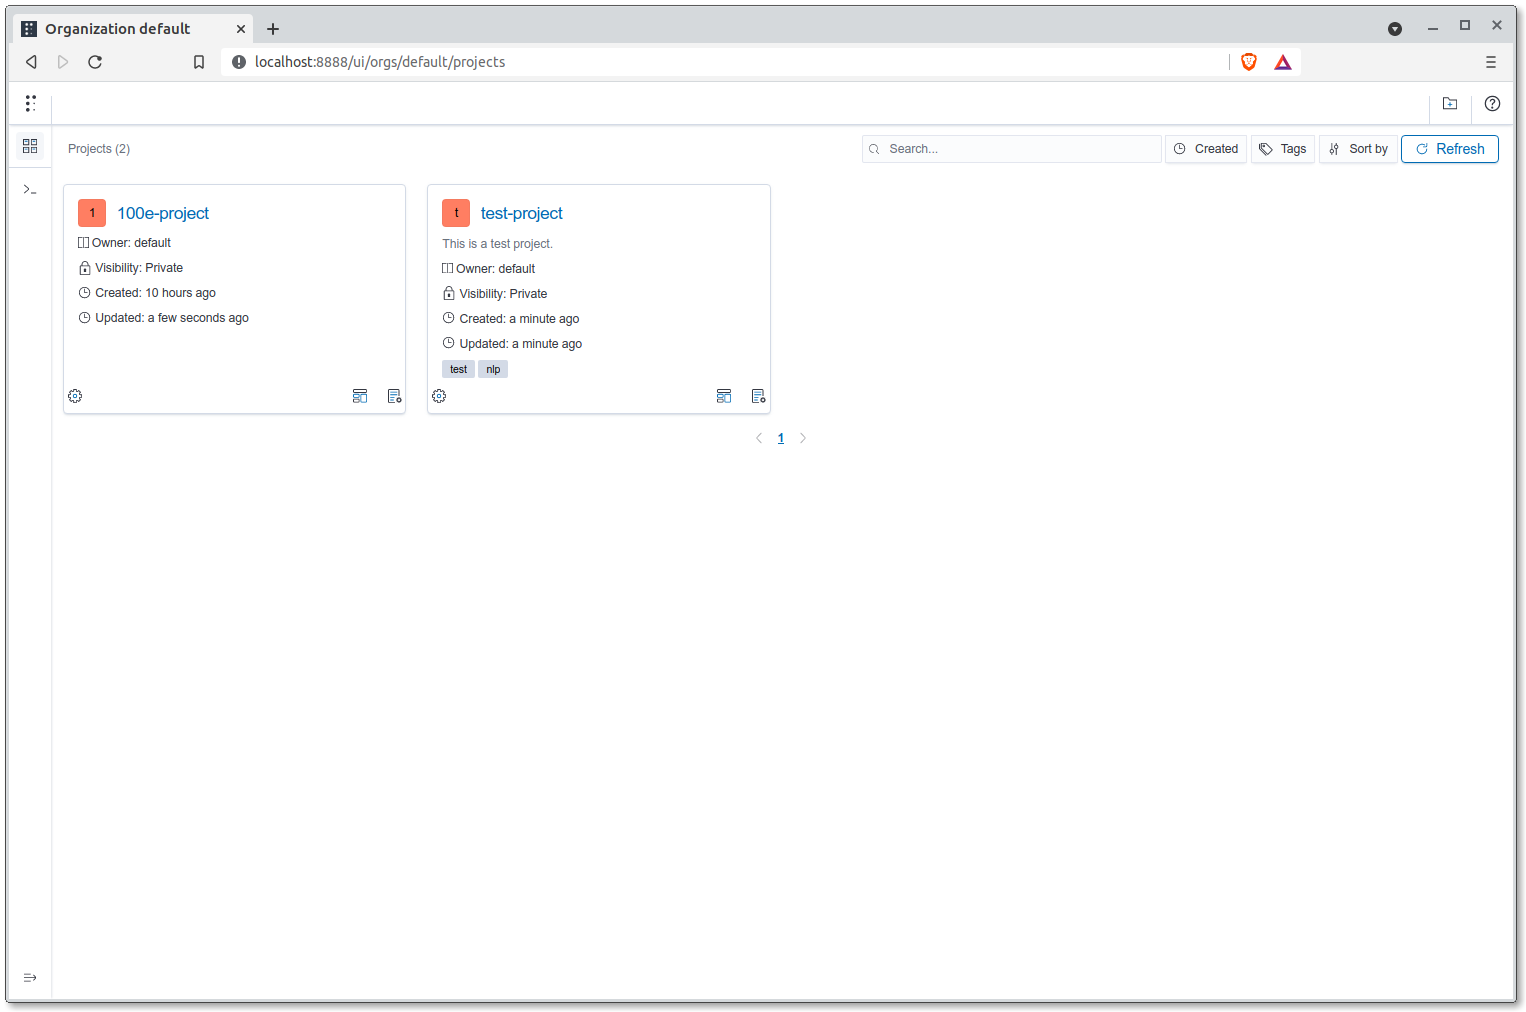 Organization default
localhost:8888/ui/orgs/default/projects
Projects (2)
Search...
Created
Tags
Sort by
Refresh
1
100e-project
Owner: default
Visibility: Private
Created: 10 hours ago
Updated: a few seconds ago
t
test-project
This is a test project.
Owner: default
Visibility: Private
Created: a minute ago
Updated: a minute ago
test
nlp
1